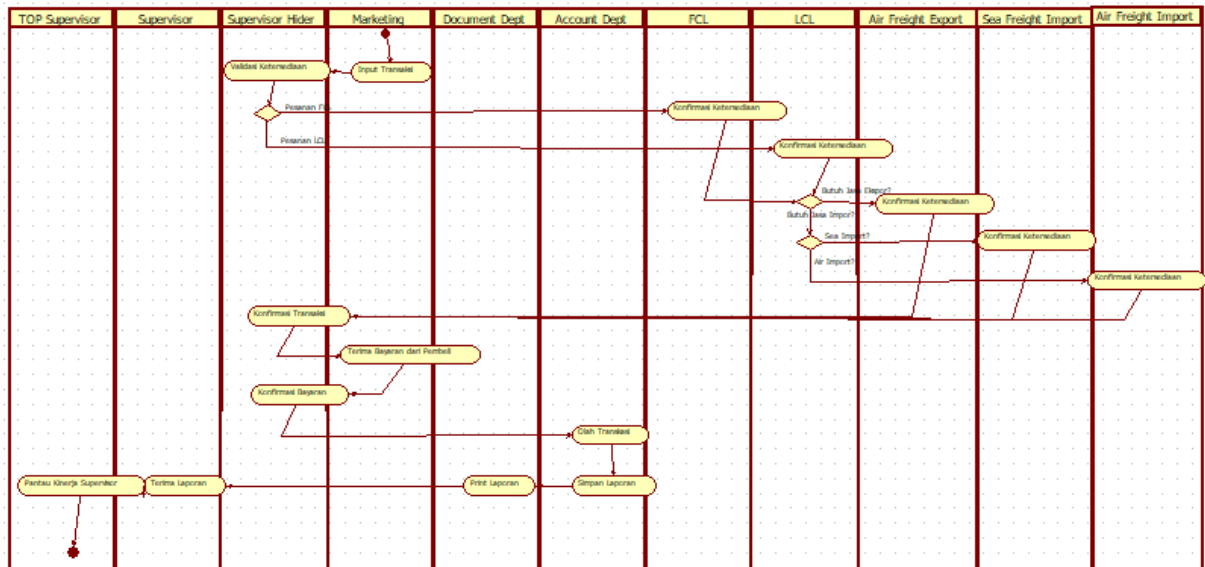 TOP Supervisor
Supervisor
Supervisor Hider
Marketing
Document Dept
Account Dept
FCL
LCL
Air Freight Export
Sea Freight Import
Air Freight Import
Validasi Ketersediaan
Input Transaksi
Pesanan FCL
Konfirmasi Ketersediaan
Pesanan LCL
Konfirmasi Ketersediaan
Butuh Jasa Ekspor?
Konfirmasi Ketersediaan
Butuh Jasa Impor?
Sea Import?
Konfirmasi Ketersediaan
Air Import?
Konfirmasi Ketersediaan
Konfirmasi Transaksi
Terima Bayaran dari Pembeli
Konfirmasi Bayaran
Olah Transkasi
Pantau Kinerja Supervisor
Terima Laporan
Print Laporan
Simpan Laporan